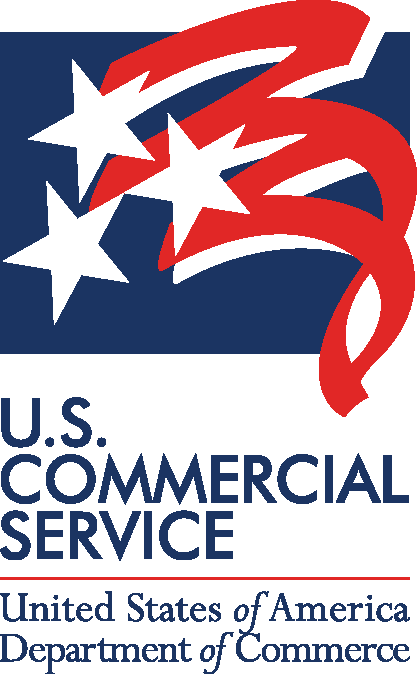 U.S.
COMMERCIAL
SERVICE
United States of America
Department of Commerce